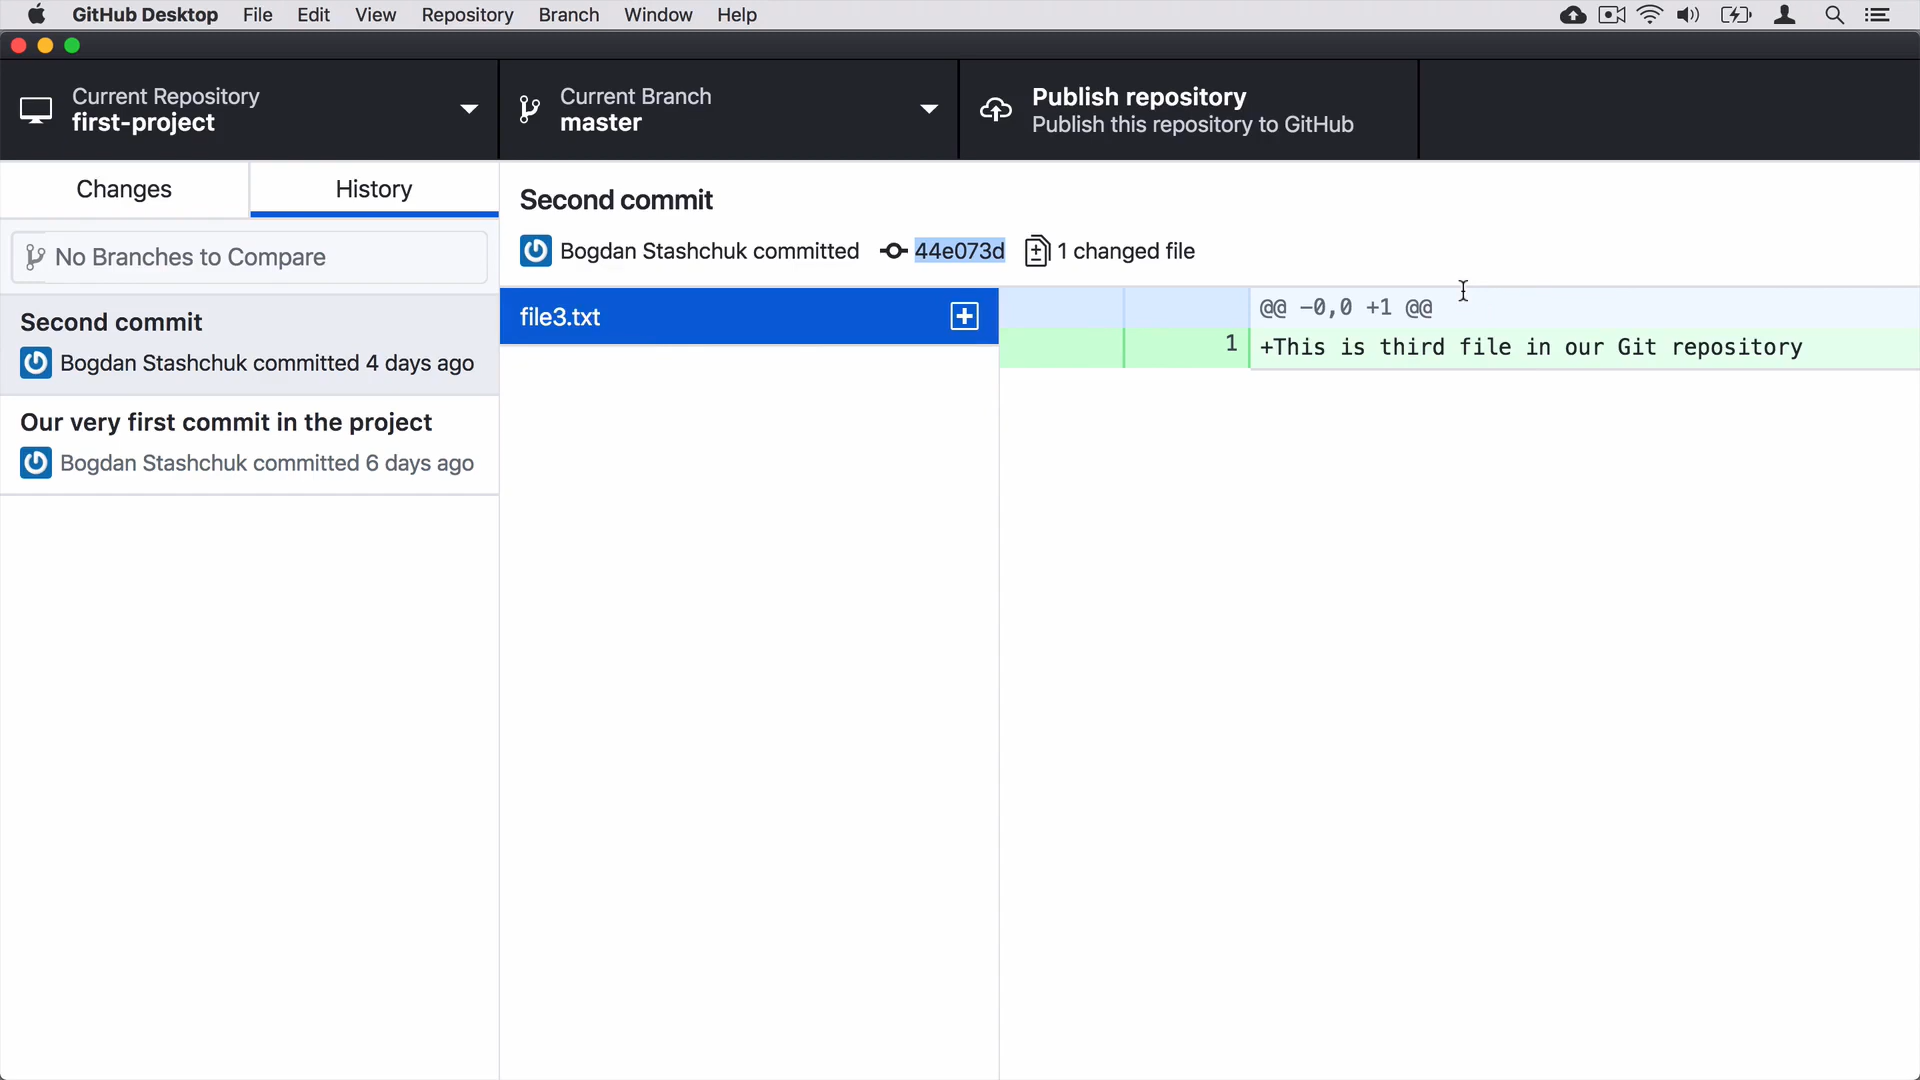 GitHub Desktop File Edit View Repository Branch Window Help
Current Repository
first-project
Current Branch
master
Publish repository
Publish this repository to GitHub
Changes
History
No Branches to Compare
Second commit
Bogdan Stashchuk committed 4 days ago
Our very first commit in the project
Bogdan Stashchuk committed 6 days ago
Second commit
Bogdan Stashchuk committed 44e073d 1 changed file
file3.txt
@@ -0,0 +1 @@
1 +This is third file in our Git repository